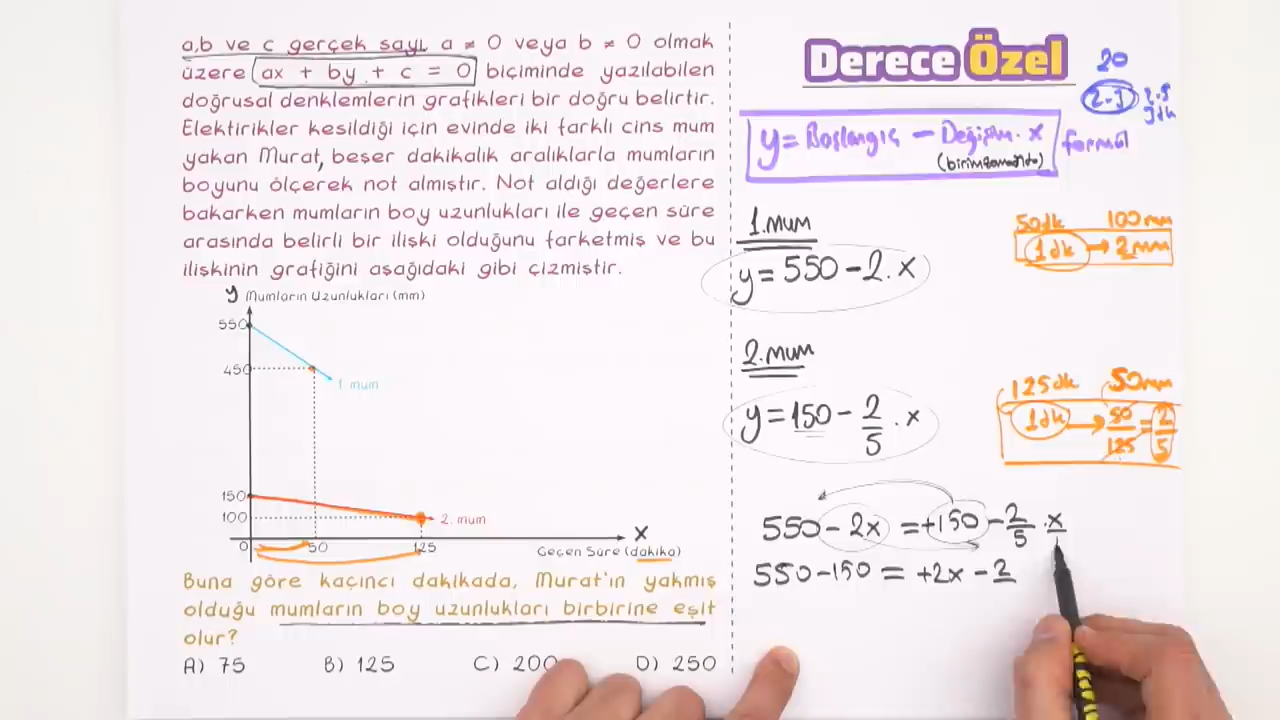 a,b ve c gerçek sayı a ≠ 0 veya b ≠ 0 olmak
üzere ax + by + c = 0 biçiminde yazılabilen
doğrusal denklemlerin grafikleri bir doğru belirtir.
Elektirikler kesildiği için evinde iki farklı cins mum
yakan Murat, beşer dakikalık aralıklarla mumların
boyunu ölçerek not almıştır. Not aldığı değerlere
bakarken mumların boy uzunlukları ile geçen süre
arasında belirli bir ilişki olduğunu farketmiş ve bu
ilişkinin grafiğini aşağıdaki gibi çizmiştir.
y Mumların Uzunlukları (mm)
550
450
1. mum
150
100
2. mum
0 50 125
x
Geçen Süre (dakika)
Buna göre kaçıncı dakikada, Murat'ın yakmış
olduğu mumların boy uzunlukları birbirine eşit
olur?
A) 75 B) 125 C) 200 D) 250
Derece Özel
20
y = Başlangıç - Değişim . x formül
(birim zamanda)
1. mum
y = 550 - 2 . x
50dk 100mm
1dk → 2mm
2. mum
y = 150 - 2/5 . x
125dk 50mm
1dk → 50/125 = 2/5
550 - 2x = +150 - 2/5 . x
550 - 150 = +2x - 2